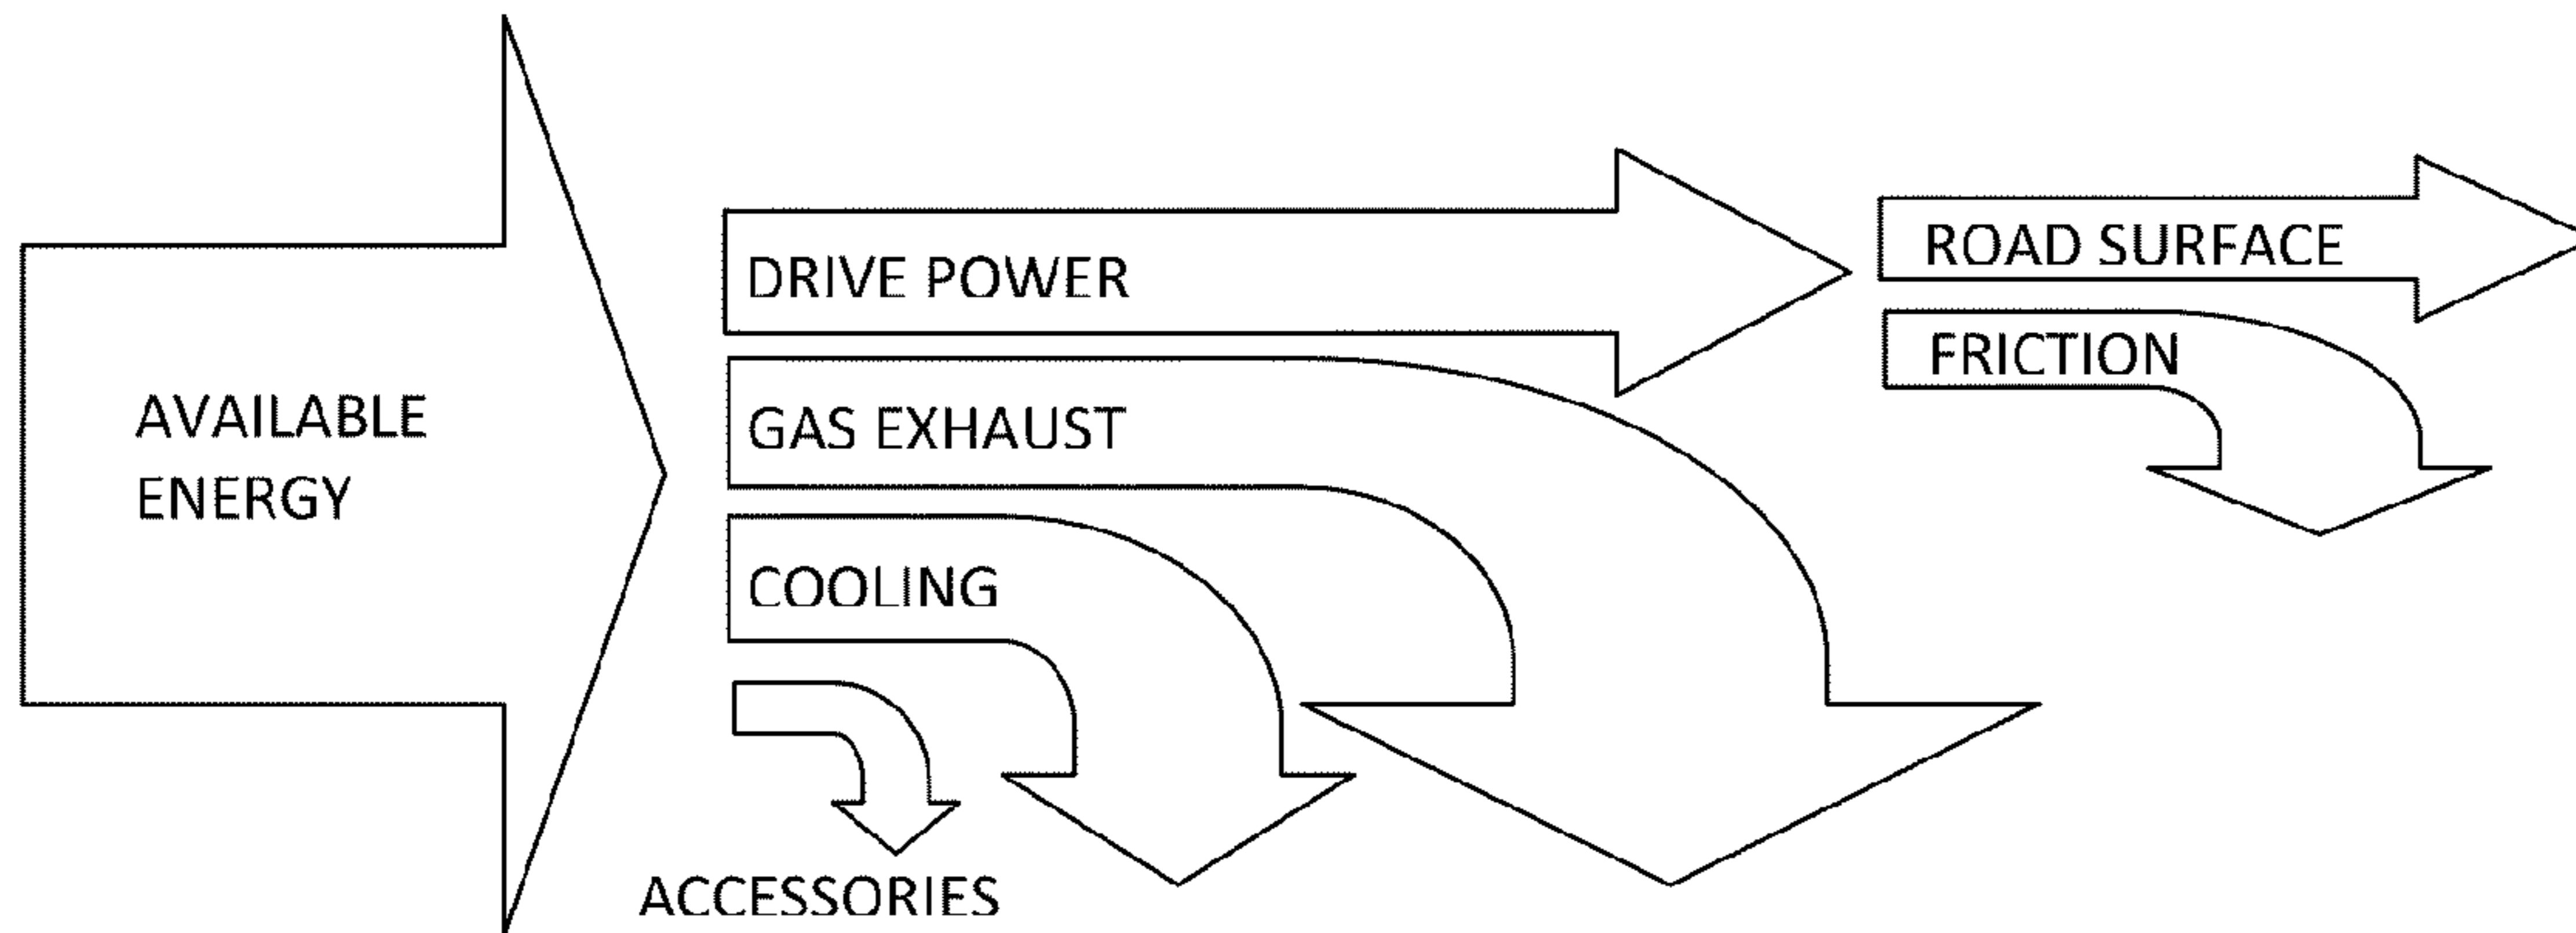 AVAILABLE
ENERGY
DRIVE POWER
GAS EXHAUST
COOLING
ACCESSORIES
ROAD SURFACE
FRICTION